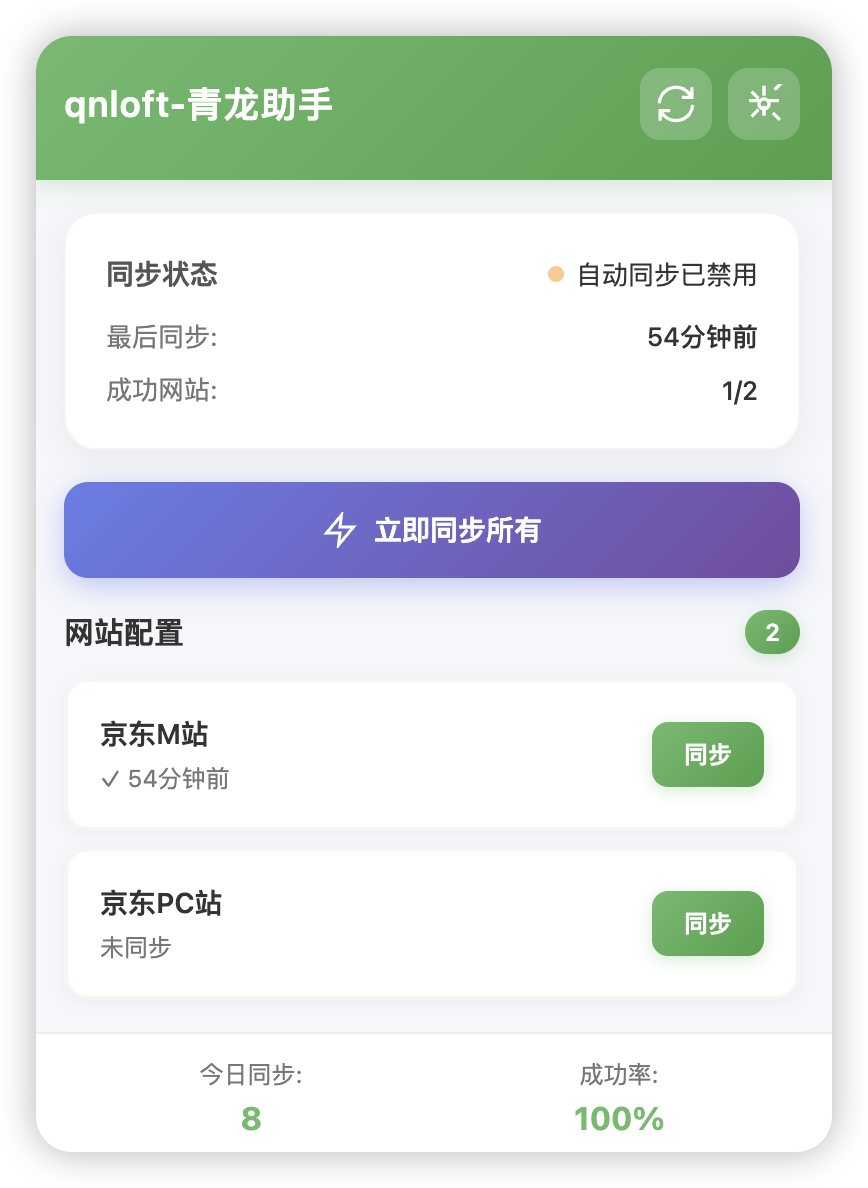 qnloft-青龙助手
同步状态 自动同步已禁用
最后同步: 54分钟前
成功网站: 1/2
立即同步所有
网站配置 2
京东M站
✓ 54分钟前
同步
京东PC站
未同步
同步
今日同步: 成功率:
8 100%